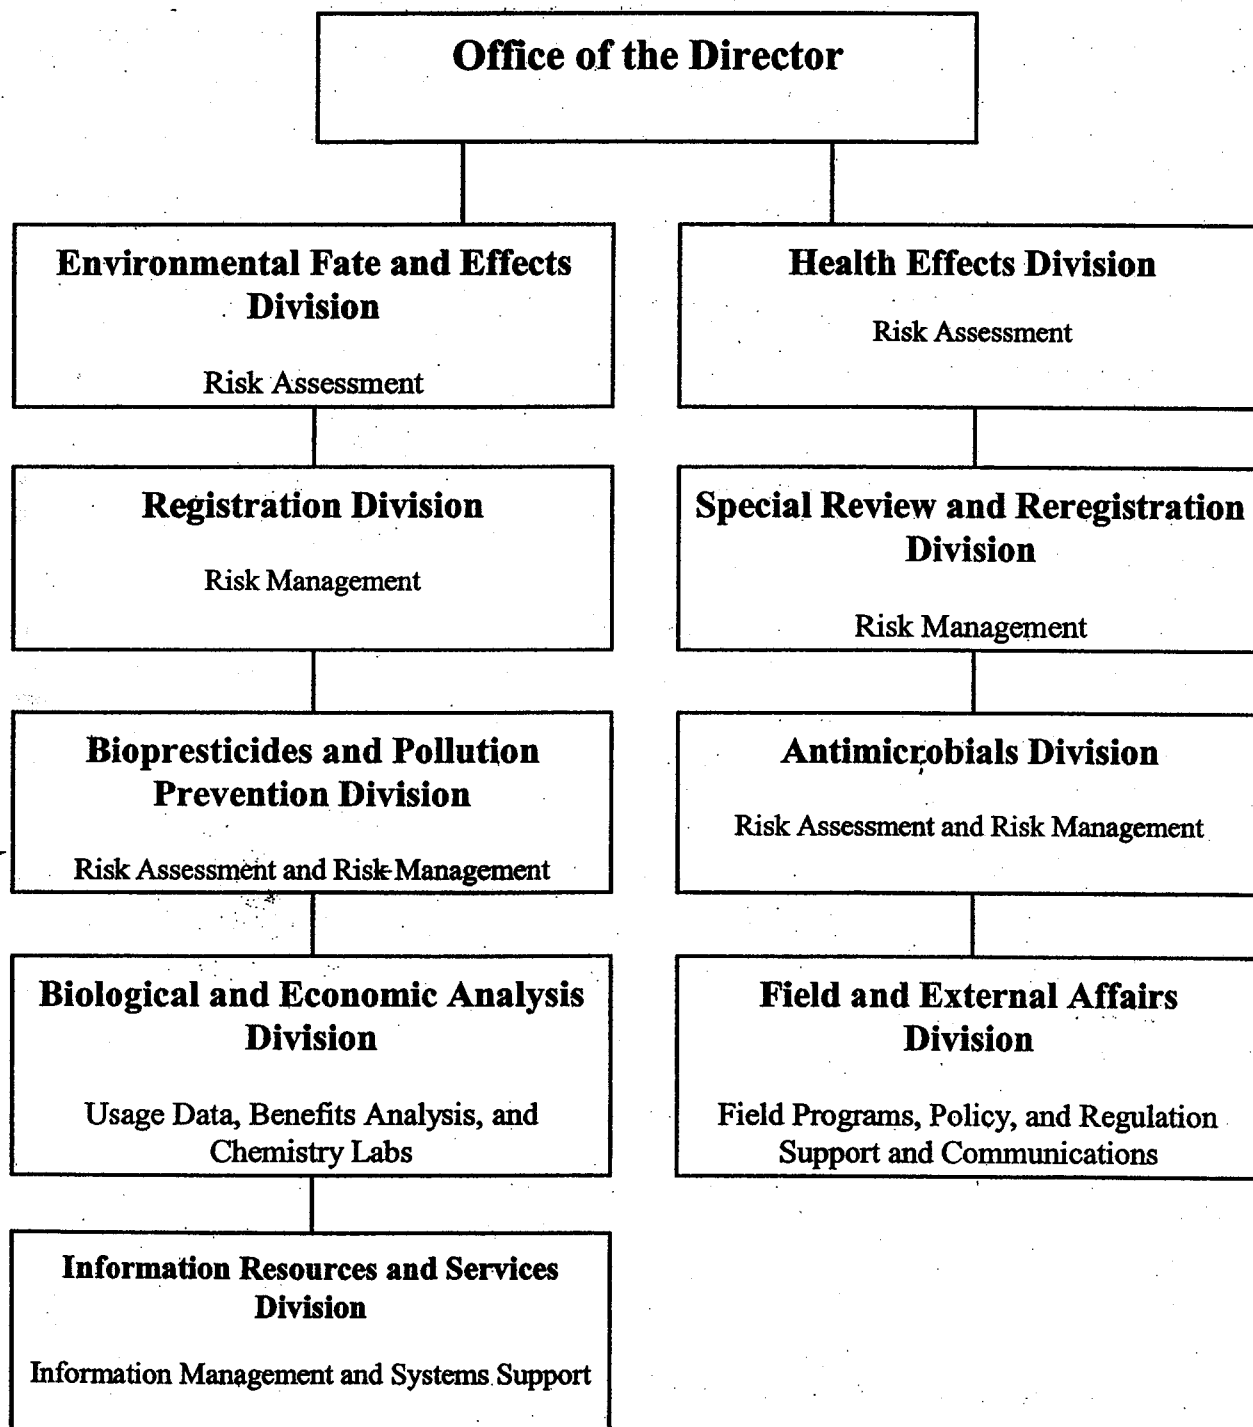 Office of the Director
Environmental Fate and Effects
Division
Risk Assessment
Health Effects Division
Risk Assessment
Registration Division
Risk Management
Special Review and Reregistration
Division
Risk Management
Biopresticides and Pollution
Prevention Division
Risk Assessment and Risk Management
Antimicrobials Division
Risk Assessment and Risk Management
Biological and Economic Analysis
Division
Usage Data, Benefits Analysis, and
Chemistry Labs
Field and External Affairs
Division
Field Programs, Policy, and Regulation
Support and Communications
Information Resources and Services
Division
Information Management and Systems Support